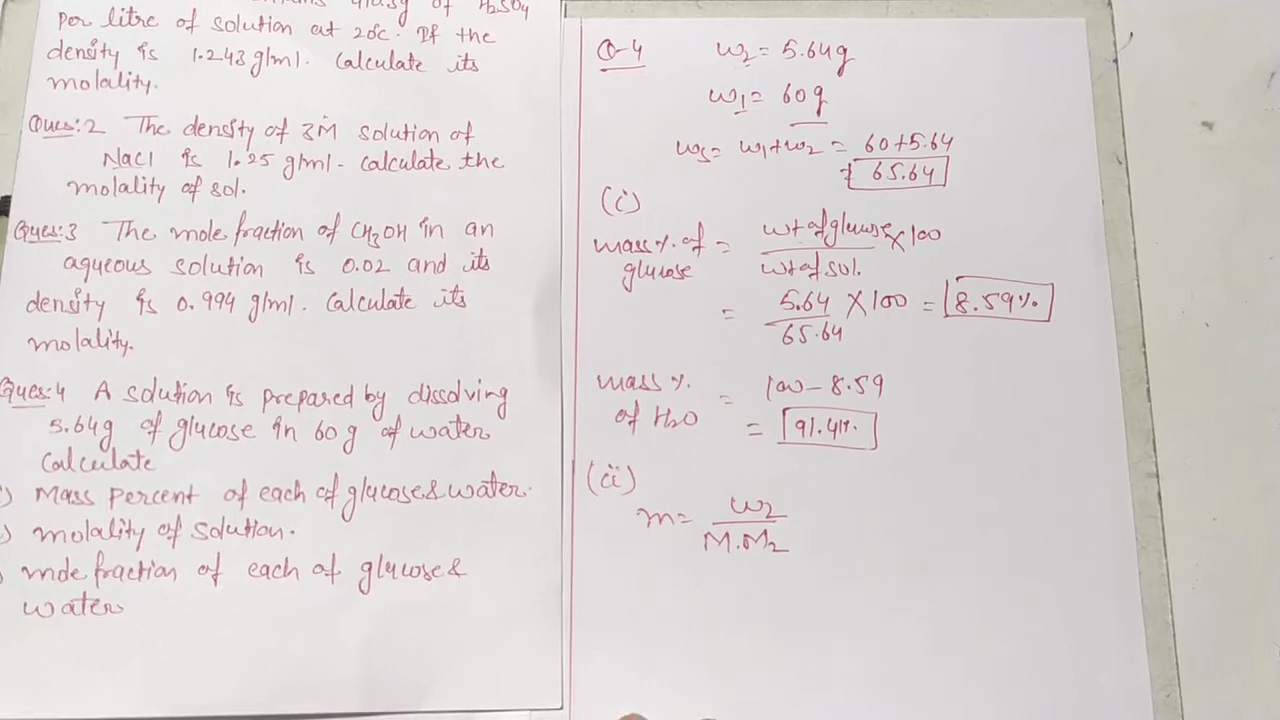 of H2SO4
per litre of solution at 20°C. If the
density is 1.243 g/ml. Calculate its
molality.
Ques:2 The density of 3M solution of
NaCl is 1.25 g/ml - calculate the
molality of sol.
Ques:3 The mole fraction of CH3OH in an
aqueous solution is 0.02 and its
density is 0.994 g/ml. Calculate its
molality.
Ques:4 A solution is prepared by dissolving
5.64g of glucose in 60 g of water
Calculate
) Mass percent of each of glucose & water.
) molality of solution.
) mole fraction of each of glucose &
water
Q-4 w2 = 5.64g
w1 = 60g
ws = w1+w2 = 60+5.64
= 65.64
(i)
mass %. of glucose = wt of glucose / wt of sol. × 100
= 5.64 / 65.64 × 100 = 8.59%.
mass %. of H2O = 100 - 8.59
= 91.41%.
(ii)
m = w2 / M.M2